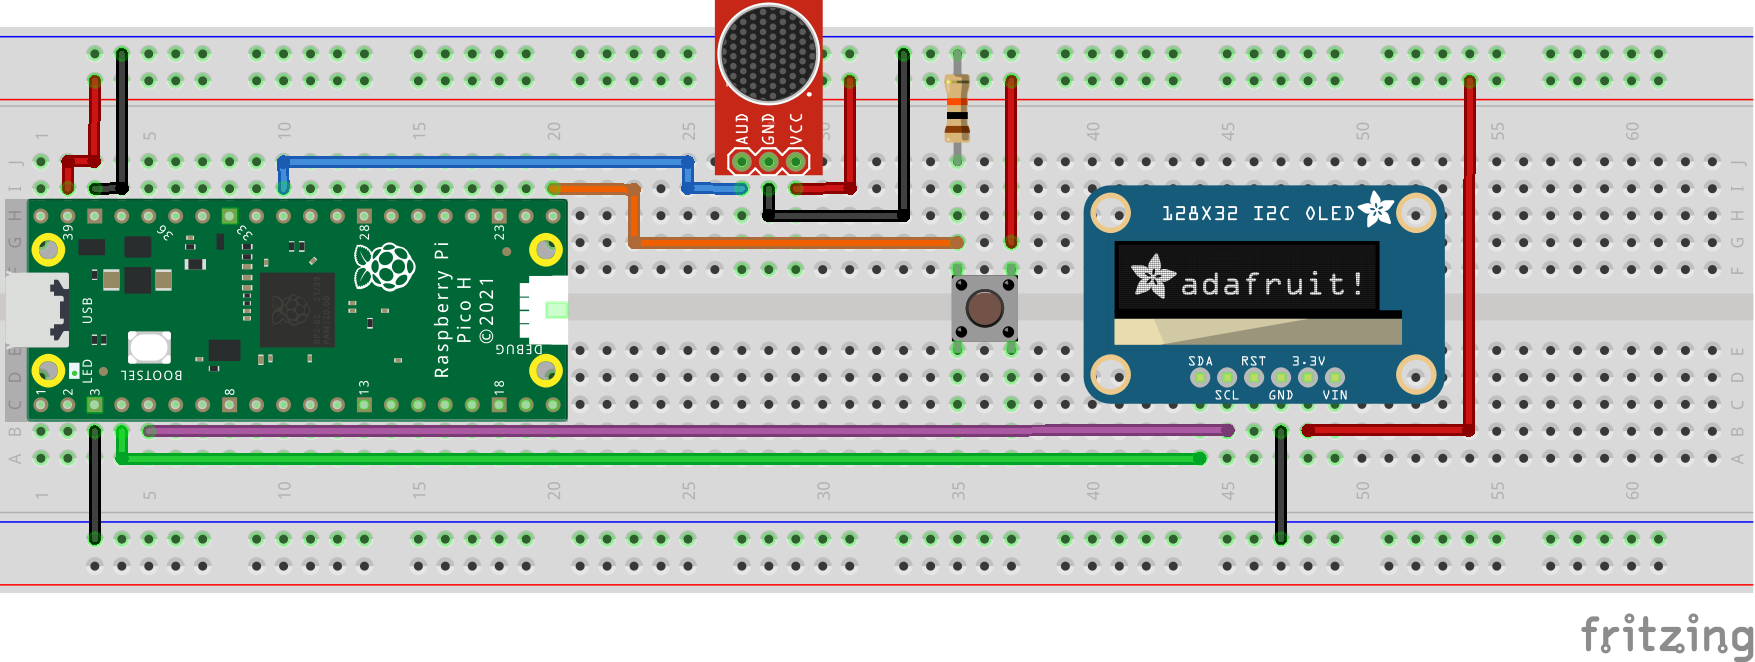 AUD GND VCC
1 5 10 15 20 25 30 35 40 45 50 55 60
J J
I I
H H
G G
F F
39 36 33 28 23
128X32 I2C OLED
USB
Raspberry Pi
Pico H
©2021
adafruit!
DEBUG
LED
BOOTSEL
SDA RST 3.3V
SCL GND VIN
1 2 3 8 13 18
E E
D D
C C
B B
A A
1 5 10 15 20 25 30 35 40 45 50 55 60
fritzing